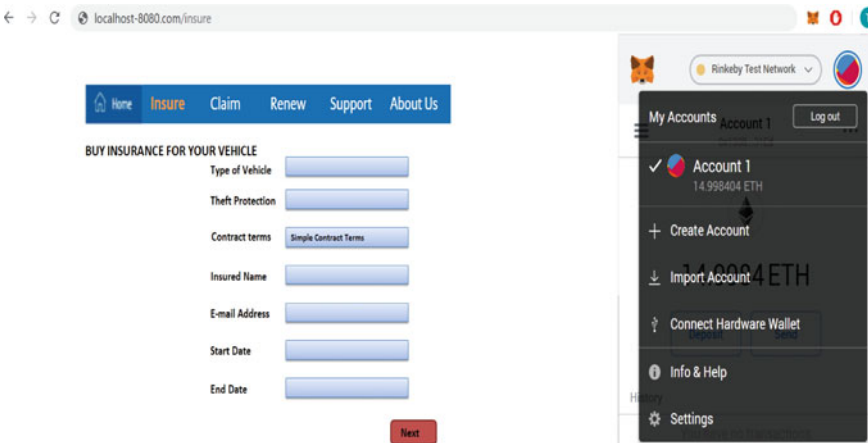 localhost-8080.com/insure
Home Insure Claim Renew Support About Us
BUY INSURANCE FOR YOUR VEHICLE
Type of Vehicle
Theft Protection
Contract terms Simple Contract Terms
Insured Name
E-mail Address
Start Date
End Date
Next
Rinkeby Test Network
My Accounts Log out
Account 1
Account 1
14.998404 ETH
Create Account
14.9984 ETH
Import Account
Connect Hardware Wallet
Deposit Send
Info & Help
History
Settings